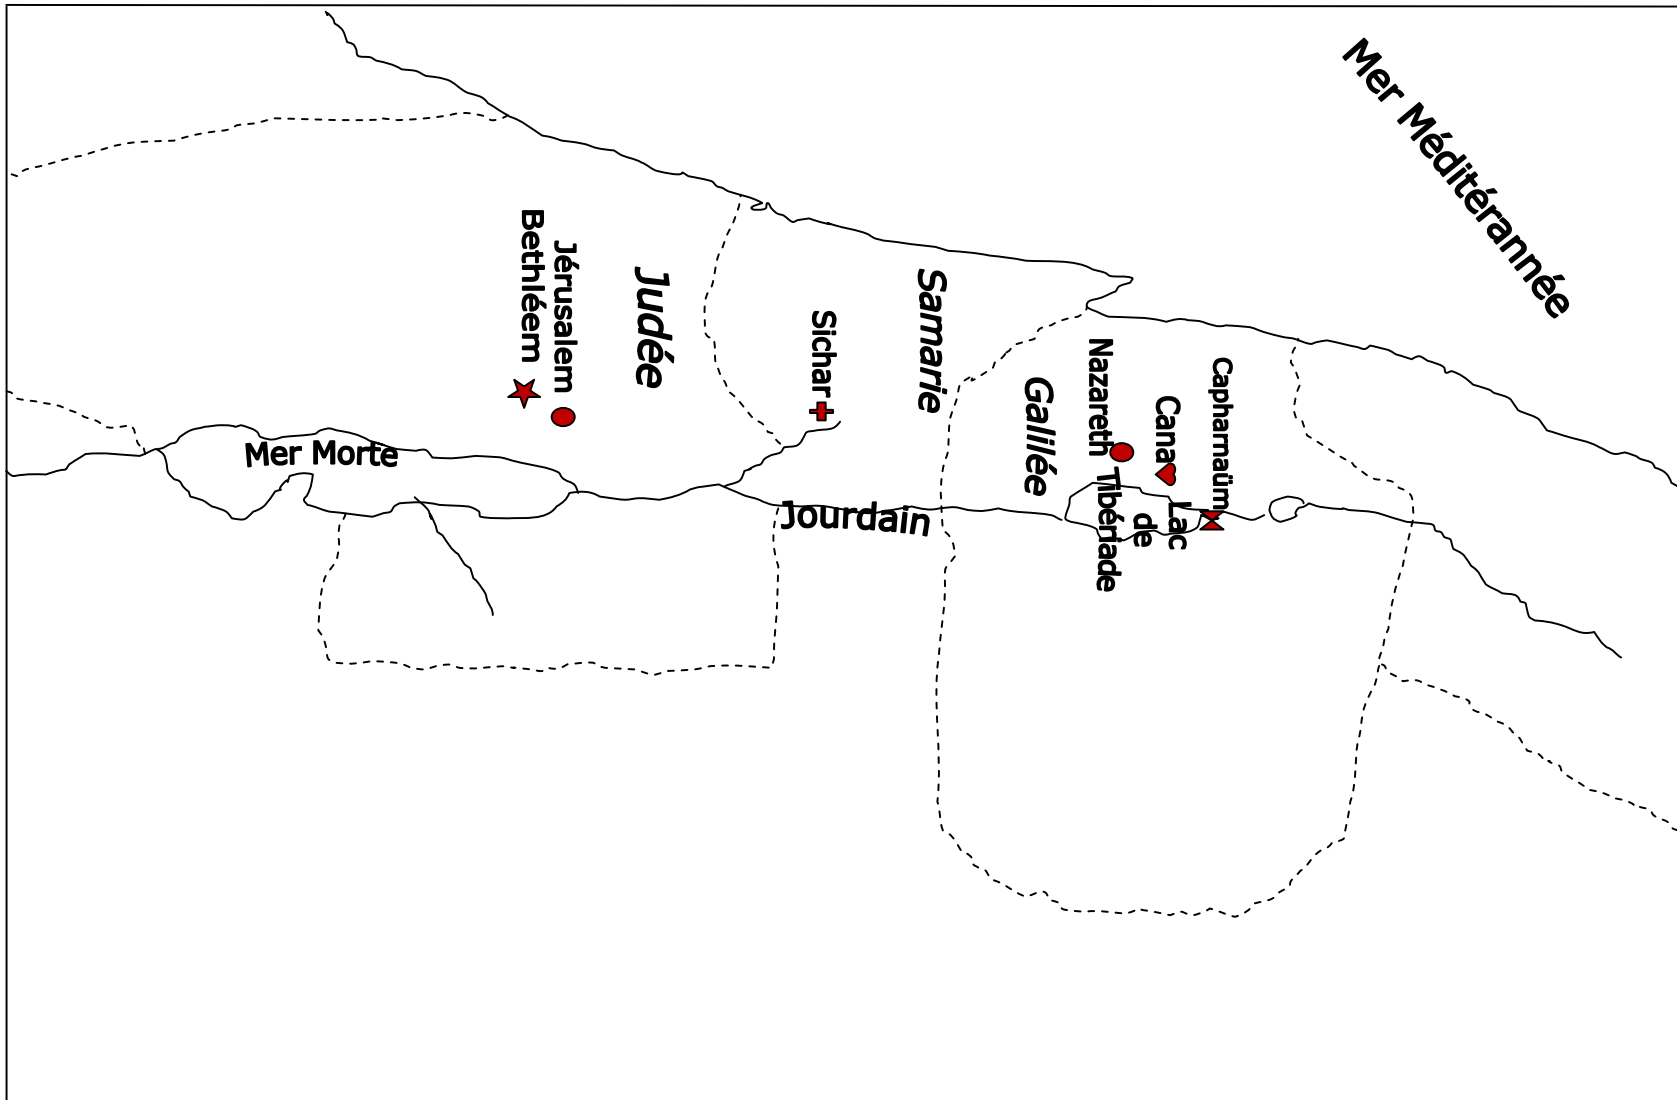 Mer Méditérannée
Capharnaüm
Cana
Lac
de
Tibériade
Nazareth
Galilée
Samarie
Sichar
Jourdain
Judée
Jérusalem
Bethléem
Mer Morte